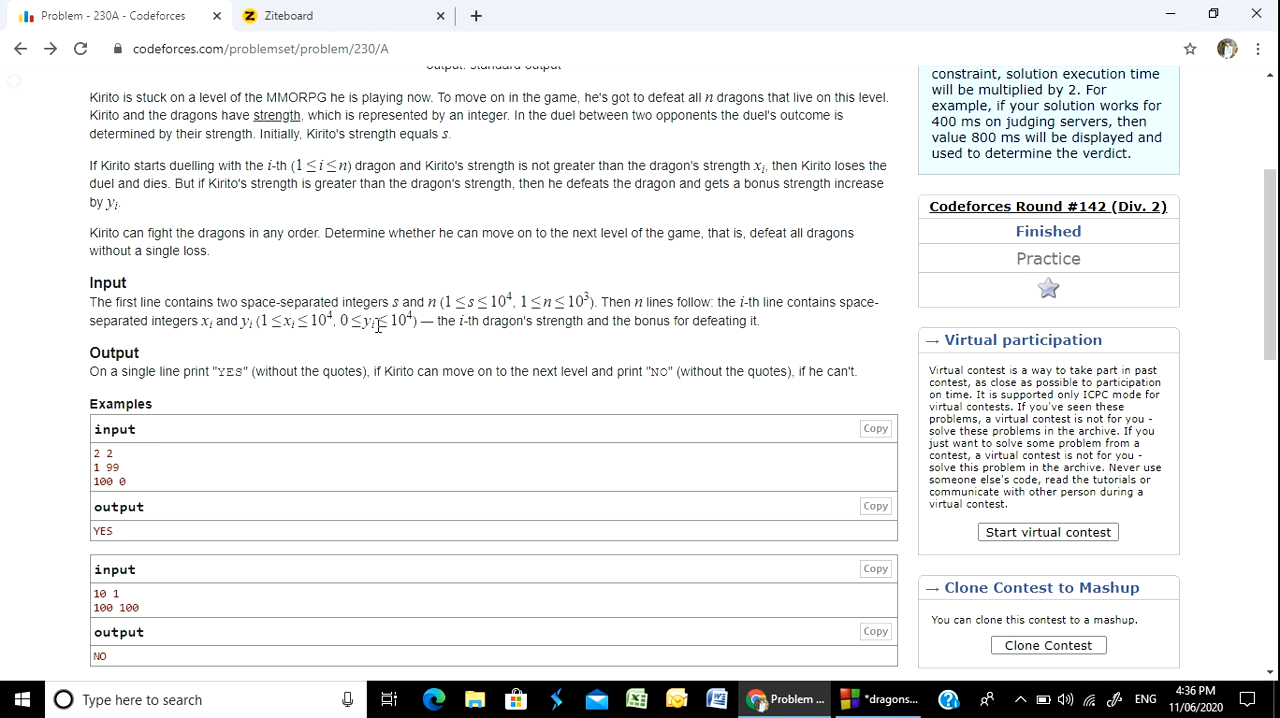 Problem - 230A - Codeforces
Ziteboard
codeforces.com/problemset/problem/230/A
output: standard output
Kirito is stuck on a level of the MMORPG he is playing now. To move on in the game, he's got to defeat all n dragons that live on this level.
Kirito and the dragons have strength, which is represented by an integer. In the duel between two opponents the duel's outcome is
determined by their strength. Initially, Kirito's strength equals s.
If Kirito starts duelling with the i-th (1 ≤ i ≤ n) dragon and Kirito's strength is not greater than the dragon's strength xi, then Kirito loses the
duel and dies. But if Kirito's strength is greater than the dragon's strength, then he defeats the dragon and gets a bonus strength increase
by yi.
Kirito can fight the dragons in any order. Determine whether he can move on to the next level of the game, that is, defeat all dragons
without a single loss.
Input
The first line contains two space-separated integers s and n (1 ≤ s ≤ 10^4, 1 ≤ n ≤ 10^3). Then n lines follow: the i-th line contains space-
separated integers xi and yi (1 ≤ xi ≤ 10^4, 0 ≤ yi ≤ 10^4) — the i-th dragon's strength and the bonus for defeating it.
Output
On a single line print "YES" (without the quotes), if Kirito can move on to the next level and print "NO" (without the quotes), if he can't.
Examples
input
Copy
2 2
1 99
100 0
output
Copy
YES
input
Copy
10 1
100 100
output
Copy
NO
constraint, solution execution time
will be multiplied by 2. For
example, if your solution works for
400 ms on judging servers, then
value 800 ms will be displayed and
used to determine the verdict.
Codeforces Round #142 (Div. 2)
Finished
Practice
→ Virtual participation
Virtual contest is a way to take part in past
contest, as close as possible to participation
on time. It is supported only ICPC mode for
virtual contests. If you've seen these
problems, a virtual contest is not for you -
solve these problems in the archive. If you
just want to solve some problem from a
contest, a virtual contest is not for you -
solve this problem in the archive. Never use
someone else's code, read the tutorials or
communicate with other person during a
virtual contest.
Start virtual contest
→ Clone Contest to Mashup
You can clone this contest to a mashup.
Clone Contest
Type here to search
Problem ...
*dragons...
ENG
4:36 PM
11/06/2020